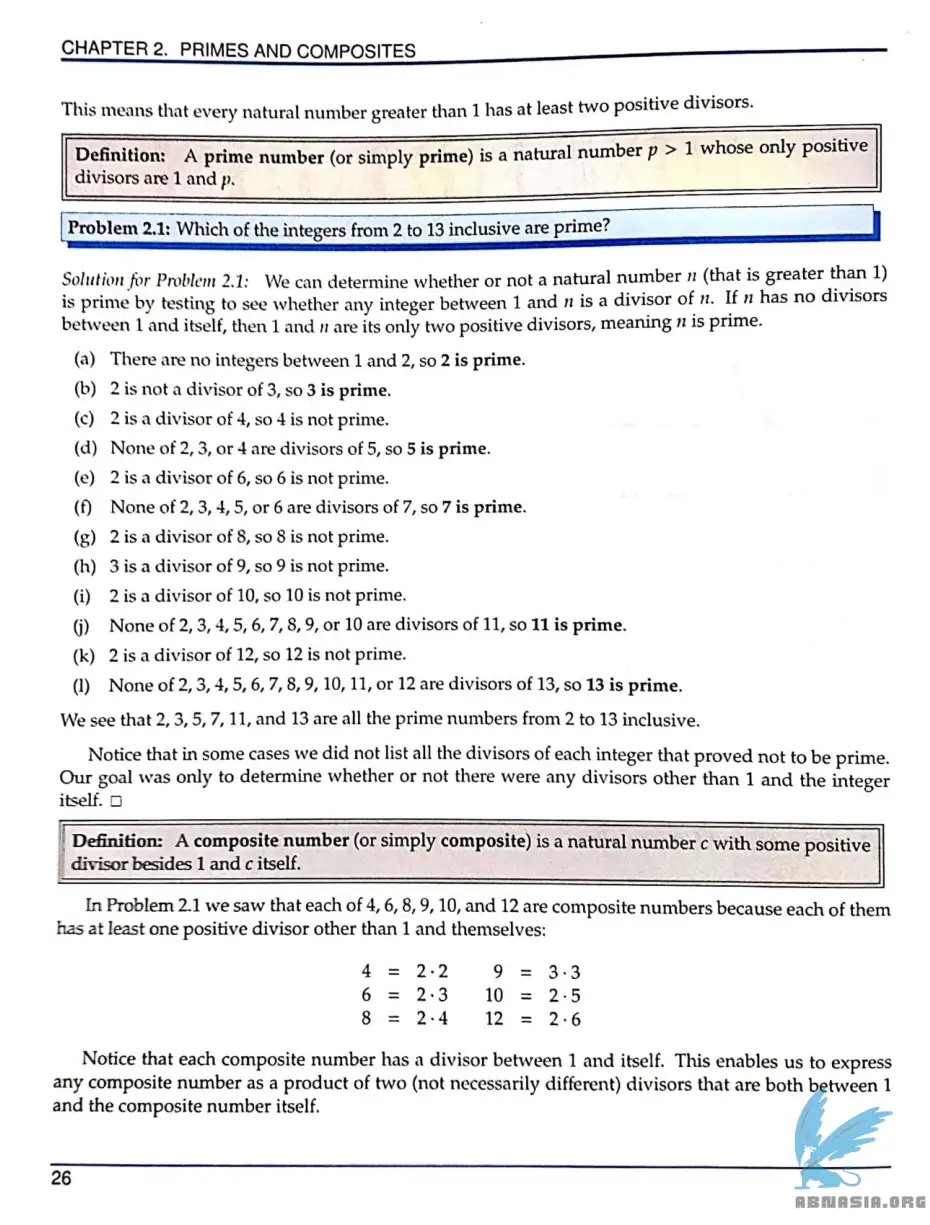 CHAPTER 2. PRIMES AND COMPOSITES
This means that every natural number greater than 1 has at least two positive divisors.
Definition: A prime number (or simply prime) is a natural number p > 1 whose only positive
divisors are 1 and p.
Problem 2.1: Which of the integers from 2 to 13 inclusive are prime?
Solution for Problem 2.1: We can determine whether or not a natural number n (that is greater than 1)
is prime by testing to see whether any integer between 1 and n is a divisor of n. If n has no divisors
between 1 and itself, then 1 and n are its only two positive divisors, meaning n is prime.
(a) There are no integers between 1 and 2, so 2 is prime.
(b) 2 is not a divisor of 3, so 3 is prime.
(c) 2 is a divisor of 4, so 4 is not prime.
(d) None of 2, 3, or 4 are divisors of 5, so 5 is prime.
(e) 2 is a divisor of 6, so 6 is not prime.
(f) None of 2, 3, 4, 5, or 6 are divisors of 7, so 7 is prime.
(g) 2 is a divisor of 8, so 8 is not prime.
(h) 3 is a divisor of 9, so 9 is not prime.
(i) 2 is a divisor of 10, so 10 is not prime.
(j) None of 2, 3, 4, 5, 6, 7, 8, 9, or 10 are divisors of 11, so 11 is prime.
(k) 2 is a divisor of 12, so 12 is not prime.
(l) None of 2, 3, 4, 5, 6, 7, 8, 9, 10, 11, or 12 are divisors of 13, so 13 is prime.
We see that 2, 3, 5, 7, 11, and 13 are all the prime numbers from 2 to 13 inclusive.
Notice that in some cases we did not list all the divisors of each integer that proved not to be prime.
Our goal was only to determine whether or not there were any divisors other than 1 and the integer
itself. □
Definition: A composite number (or simply composite) is a natural number c with some positive
divisor besides 1 and c itself.
In Problem 2.1 we saw that each of 4, 6, 8, 9, 10, and 12 are composite numbers because each of them
has at least one positive divisor other than 1 and themselves:
4 = 2 · 2 9 = 3 · 3
6 = 2 · 3 10 = 2 · 5
8 = 2 · 4 12 = 2 · 6
Notice that each composite number has a divisor between 1 and itself. This enables us to express
any composite number as a product of two (not necessarily different) divisors that are both between 1
and the composite number itself.
26
ABNASIA.ORG